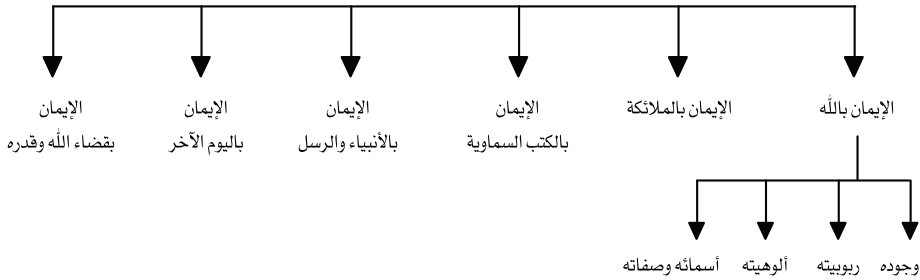 الإيمان بالله
الإيمان بالملائكة
الإيمان
بالكتب السماوية
الإيمان
بالأنبياء والرسل
الإيمان
باليوم الآخر
الإيمان
بقضاء الله وقدره
وجوده
ربوبيته
ألوهيته
أسمائه وصفاته